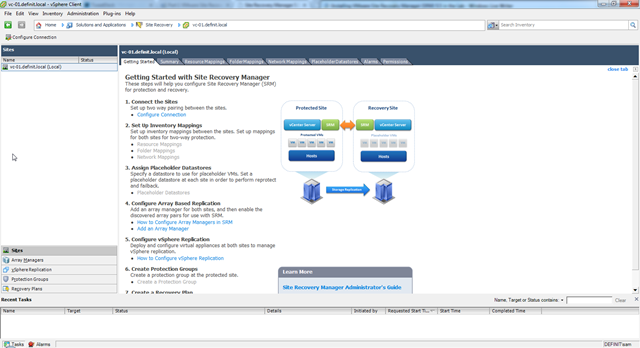 vc-01.definit.local - vSphere Client
File Edit View Inventory Administration Plug-ins Help
Home Solutions and Applications Site Recovery vc-01.definit.local Search Inventory
Configure Connection
Sites
Name Status
vc-01.definit.local (Local)
vc-01.definit.local (Local)
Getting Started Summary Resource Mappings Folder Mappings Network Mappings Placeholder Datastores Alarms Permissions
close tab
Getting Started with Site Recovery Manager
These steps will help you configure Site Recovery Manager (SRM)
for protection and recovery.
1. Connect the Sites
Set up two way pairing between the sites.
Configure Connection
2. Set Up Inventory Mappings
Set up inventory mappings between the sites. Set up mappings
for both sites for two-way protection.
Resource Mappings
Folder Mappings
Network Mappings
3. Assign Placeholder Datastores
Specify a datastore to use for placeholder VMs. Set a
placeholder datastore at each site in order to perform reprotect
and failback.
Placeholder Datastores
4. Configure Array Based Replication
Add an array manager for both sites, and then enable the
discovered array pairs for use with SRM.
How to Configure Array Managers in SRM
Add an Array Manager
5. Configure vSphere Replication
Deploy and configure virtual appliances at both sites to manage
vSphere replication.
How to Configure vSphere Replication
6. Create Protection Groups
Create a protection group at the protected site.
Create a Protection Group
7. Create a Recovery Plan
Protected Site Recovery Site
vCenter Server SRM SRM vCenter Server
Protected VMs Placeholder VMs
Hosts Hosts
Storage Replication
Learn More
Site Recovery Manager Administrator's Guide
Sites
Array Managers
vSphere Replication
Protection Groups
Recovery Plans
Recent Tasks
Name, Target or Status contains: Clear
Name Target Status Details Initiated by Requested Start Ti... Start Time Completed Time
Tasks Alarms